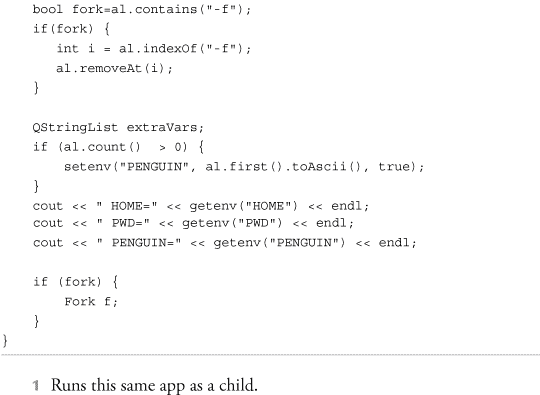 bool fork=al.contains("-f");
    if(fork) {
       int i = al.indexOf("-f");
       al.removeAt(i);
    }

    QStringList extraVars;
    if (al.count()  > 0) {
        setenv("PENGUIN", al.first().toAscii(), true);
    }
    cout << " HOME=" << getenv("HOME") << endl;
    cout << " PWD=" << getenv("PWD") << endl;
    cout << " PENGUIN=" << getenv("PENGUIN") << endl;

    if (fork) {
        Fork f;
    }
}
1 Runs this same app as a child.